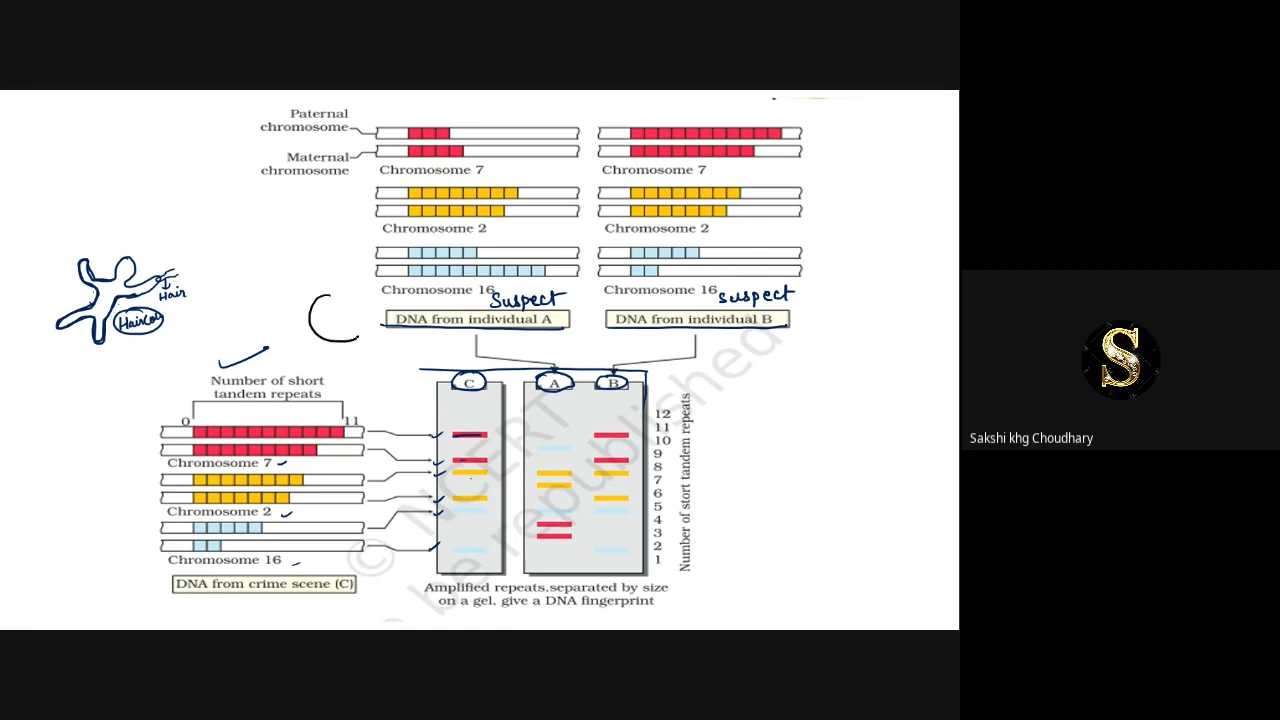 Paternal
chromosome
Maternal
chromosome
Chromosome 7
Chromosome 7
Chromosome 2
Chromosome 2
Chromosome 16
Chromosome 16
Suspect
suspect
DNA from individual A
DNA from individual B
Hair
Number of short
tandem repeats
0
11
Chromosome 7
Chromosome 2
Chromosome 16
DNA from crime scene (C)
C
C
A
B
12
11
10
9
8
7
6
5
4
3
2
1
Number of stort tandem repeats
Amplified repeats,separated by size
on a gel, give a DNA fingerprint
© NCERT
be republished
S
Sakshi khg Choudhary